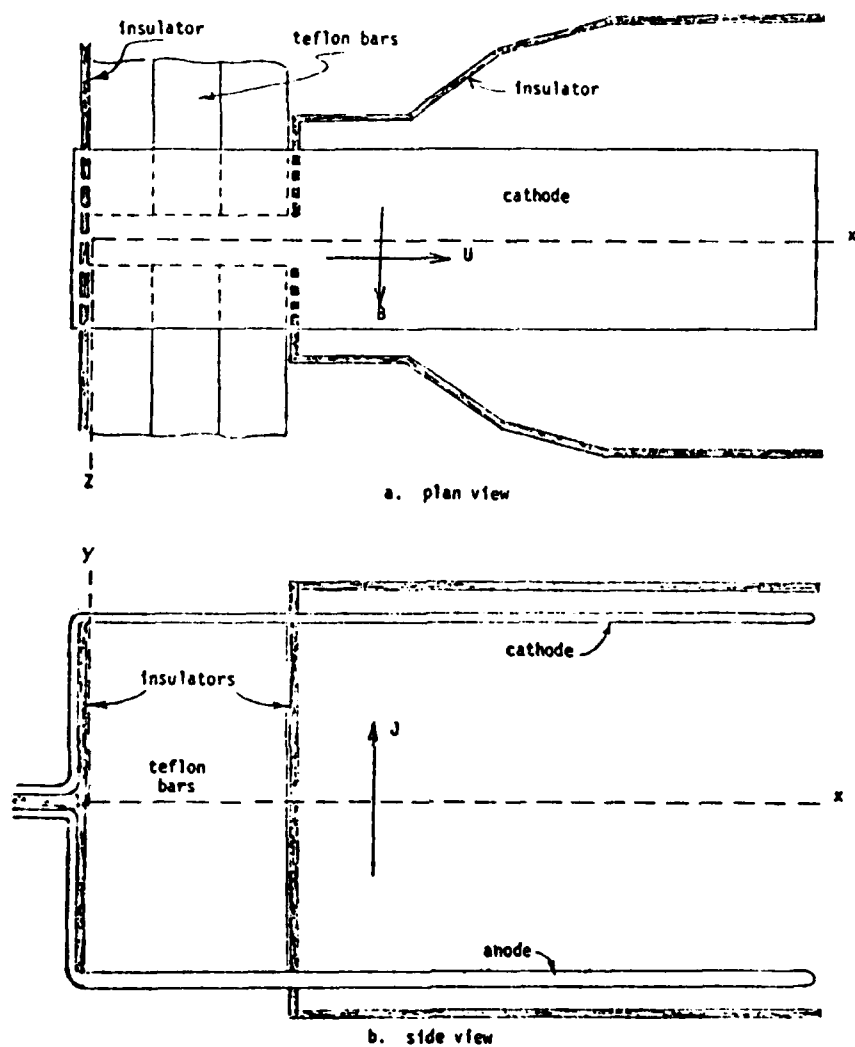 insulator
teflon bars
insulator
cathode
x
U
B
Z
a. plan view
y
cathode
insulators
J
teflon
bars
x
anode
b. side view